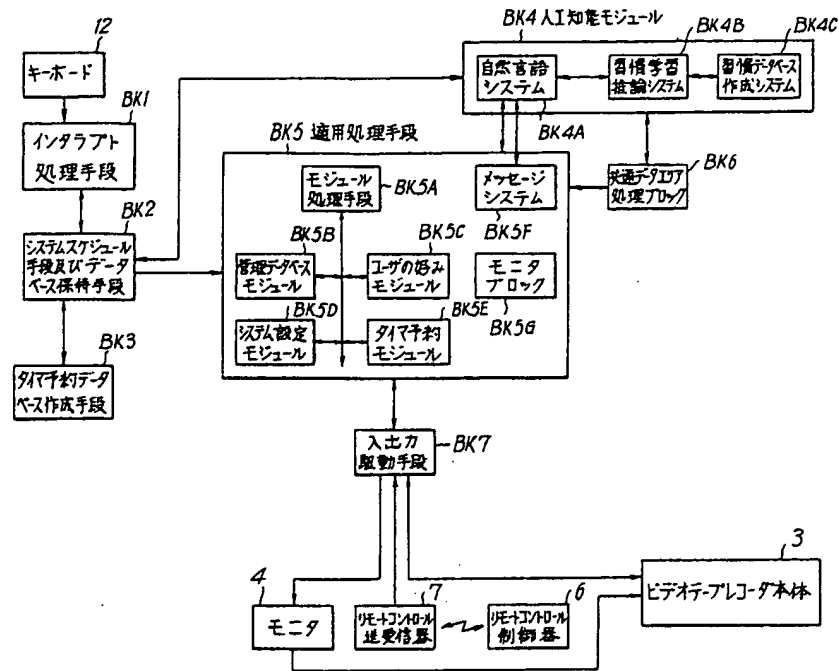 12
キーボード
BK1
インタラプト
処理手段
BK2
システムスケジュール
手段及びデータ
ベース保持手段
BK3
タイマ予約データ
ベース作成手段
BK4 人工知能モジュール
BK4B
BK4C
自然言語
システム
習慣学習
推論システム
習慣データベース
作成システム
BK4A
BK5 適用処理手段
モジュール
処理手段
BK5A
メッセージ
システム
BK5F
共通データエリア
処理ブロック
BK6
BK5B
BK5C
管理データベース
モジュール
ユーザの好み
モジュール
モニタ
ブロック
BK5G
BK5D
BK5E
システム設定
モジュール
タイマ予約
モジュール
入出力
駆動手段
BK7
3
ビデオテープレコーダ本体
4
モニタ
7
リモートコントロール
送受信器
6
リモートコントロール
制御器